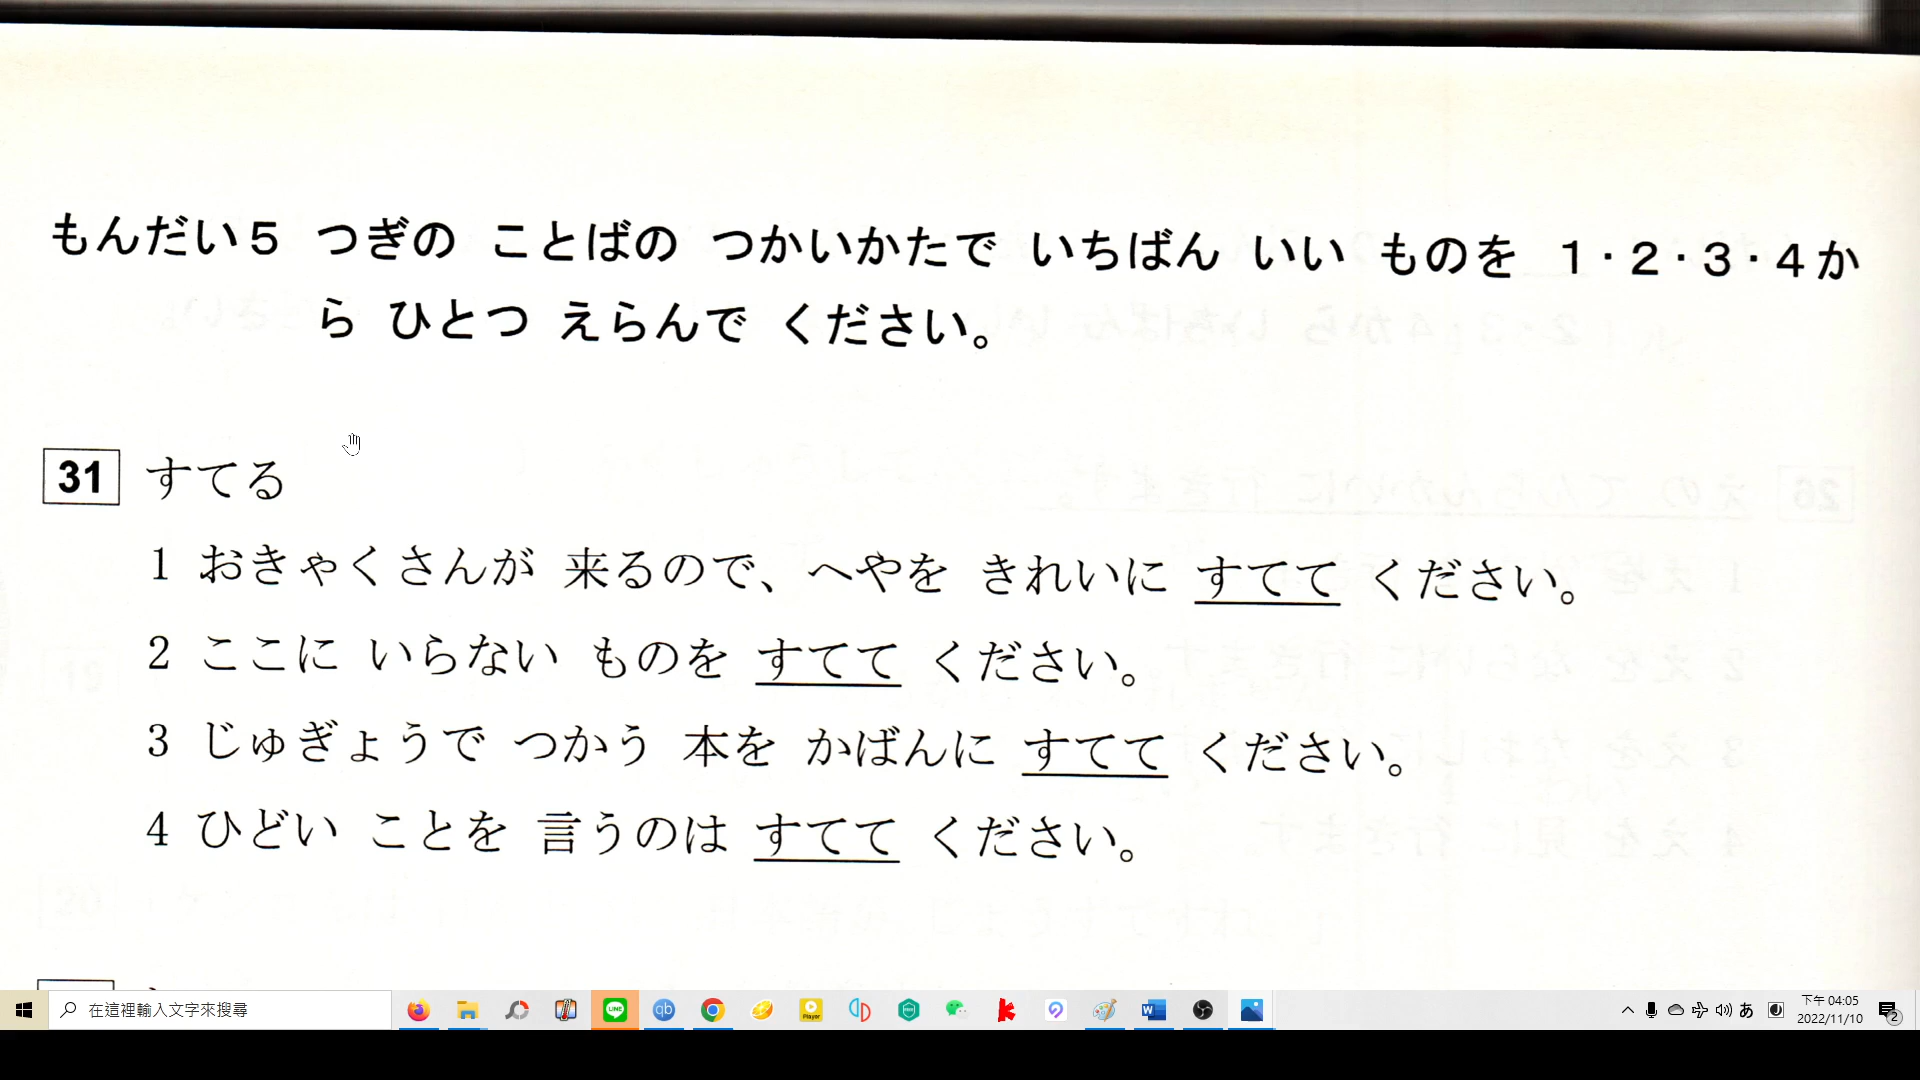 もんだい5 つぎの ことばの つかいかたで いちばん いい ものを 1・2・3・4か
ら ひとつ えらんで ください。
31 すてる
1 おきゃくさんが 来るので、へやを きれいに すてて ください。
2 ここに いらない ものを すてて ください。
3 じゅぎょうで つかう 本を かばんに すてて ください。
4 ひどい ことを 言うのは すてて ください。
在這裡輸入文字來搜尋
下午 04:05
2022/11/10
2